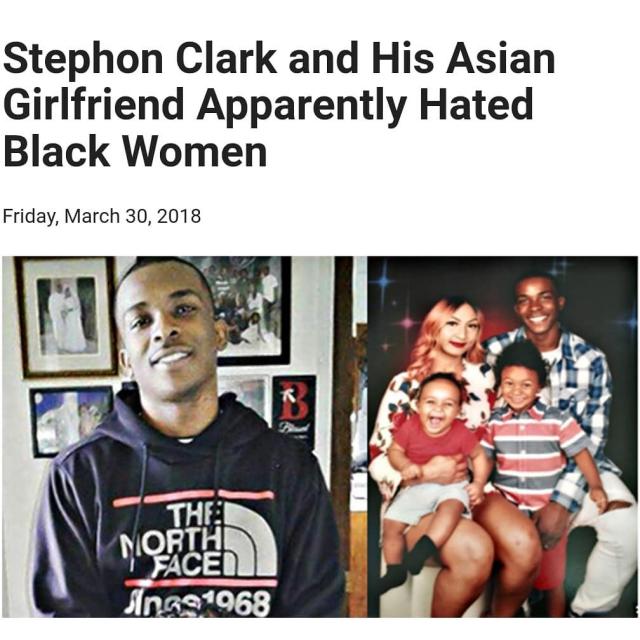 Stephon Clark and His Asian
Girlfriend Apparently Hated
Black Women
Friday, March 30, 2018
B
THE
NORTH
FACE
1968